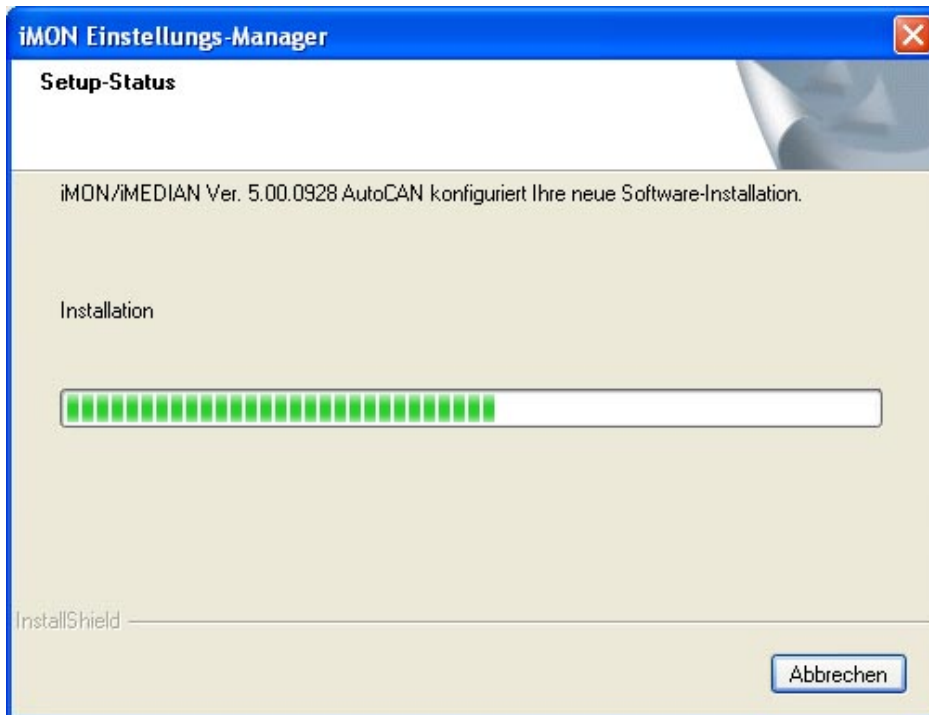 iMON Einstellungs-Manager
Setup-Status
iMON/iMEDIAN Ver. 5.00.0928 AutoCAN konfiguriert Ihre neue Software-Installation.
Installation
InstallShield
Abbrechen